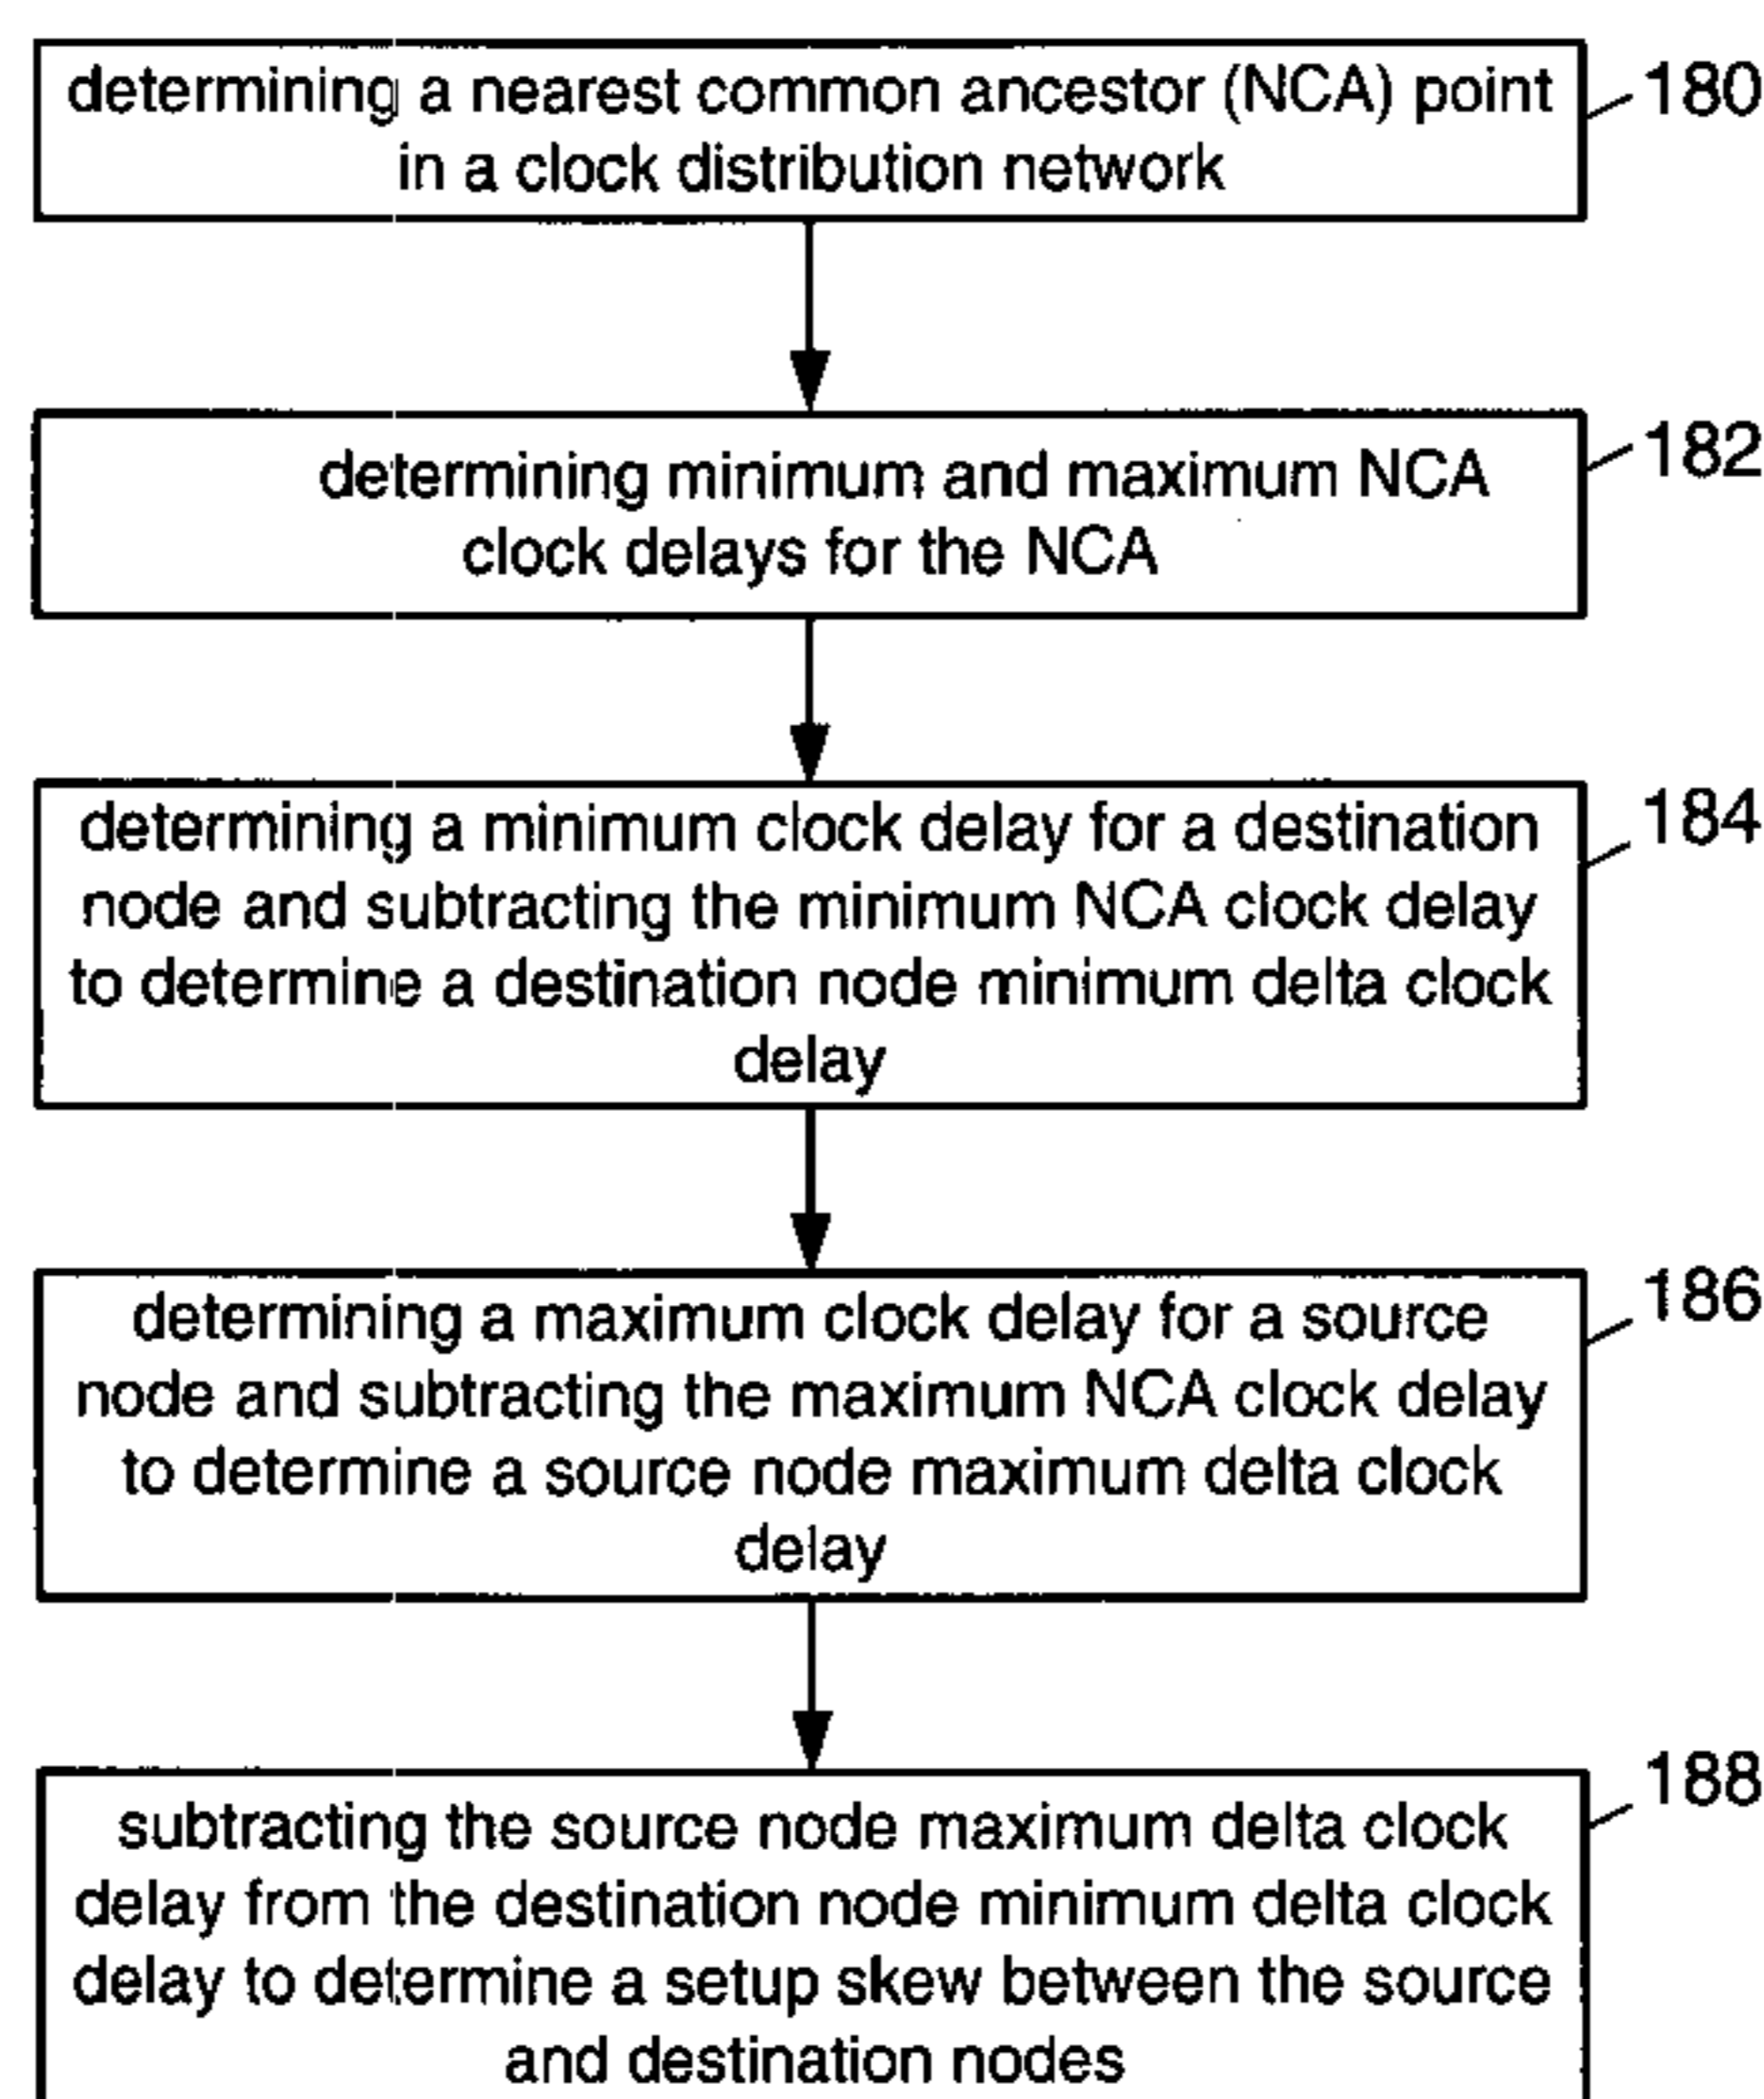 determining a nearest common ancestor (NCA) point
in a clock distribution network
180
determining minimum and maximum NCA
clock delays for the NCA
182
determining a minimum clock delay for a destination
node and subtracting the minimum NCA clock delay
to determine a destination node minimum delta clock
delay
184
determining a maximum clock delay for a source
node and subtracting the maximum NCA clock delay
to determine a source node maximum delta clock
delay
186
subtracting the source node maximum delta clock
delay from the destination node minimum delta clock
delay to determine a setup skew between the source
and destination nodes
188